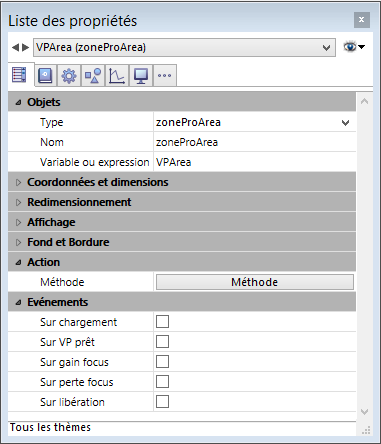 Liste des propriétés
VPArea (zoneProArea)
Objets
Type zoneProArea
Nom zoneProArea
Variable ou expression VPArea
Coordonnées et dimensions
Redimensionnement
Affichage
Fond et Bordure
Action
Méthode Méthode
Evénements
Sur chargement
Sur VP prêt
Sur gain focus
Sur perte focus
Sur libération
Tous les thèmes